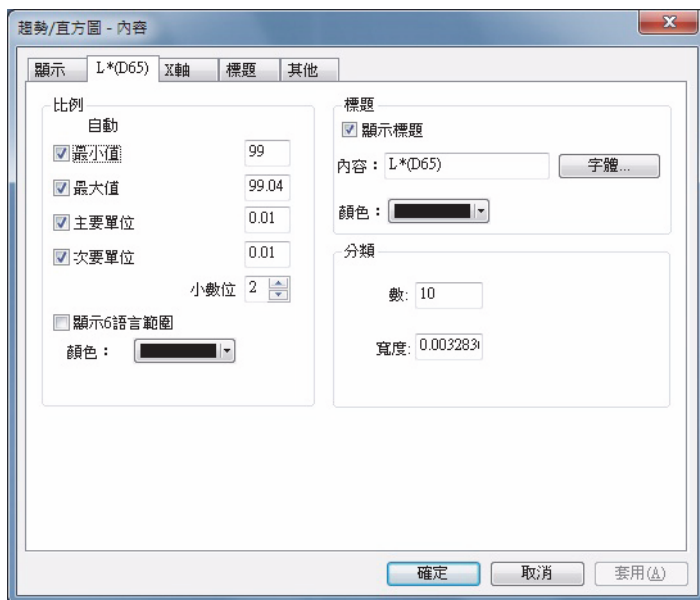 趨勢/直方圖 - 內容
顯示 L*(D65) X軸 標題 其他
比例
自動
最小值 99
最大值 99.04
主要單位 0.01
次要單位 0.01
小數位 2
顯示6語言範圍
顏色：
標題
顯示標題
內容： L*(D65) 字體...
顏色：
分類
數: 10
寬度: 0.003283
確定 取消 套用(A)